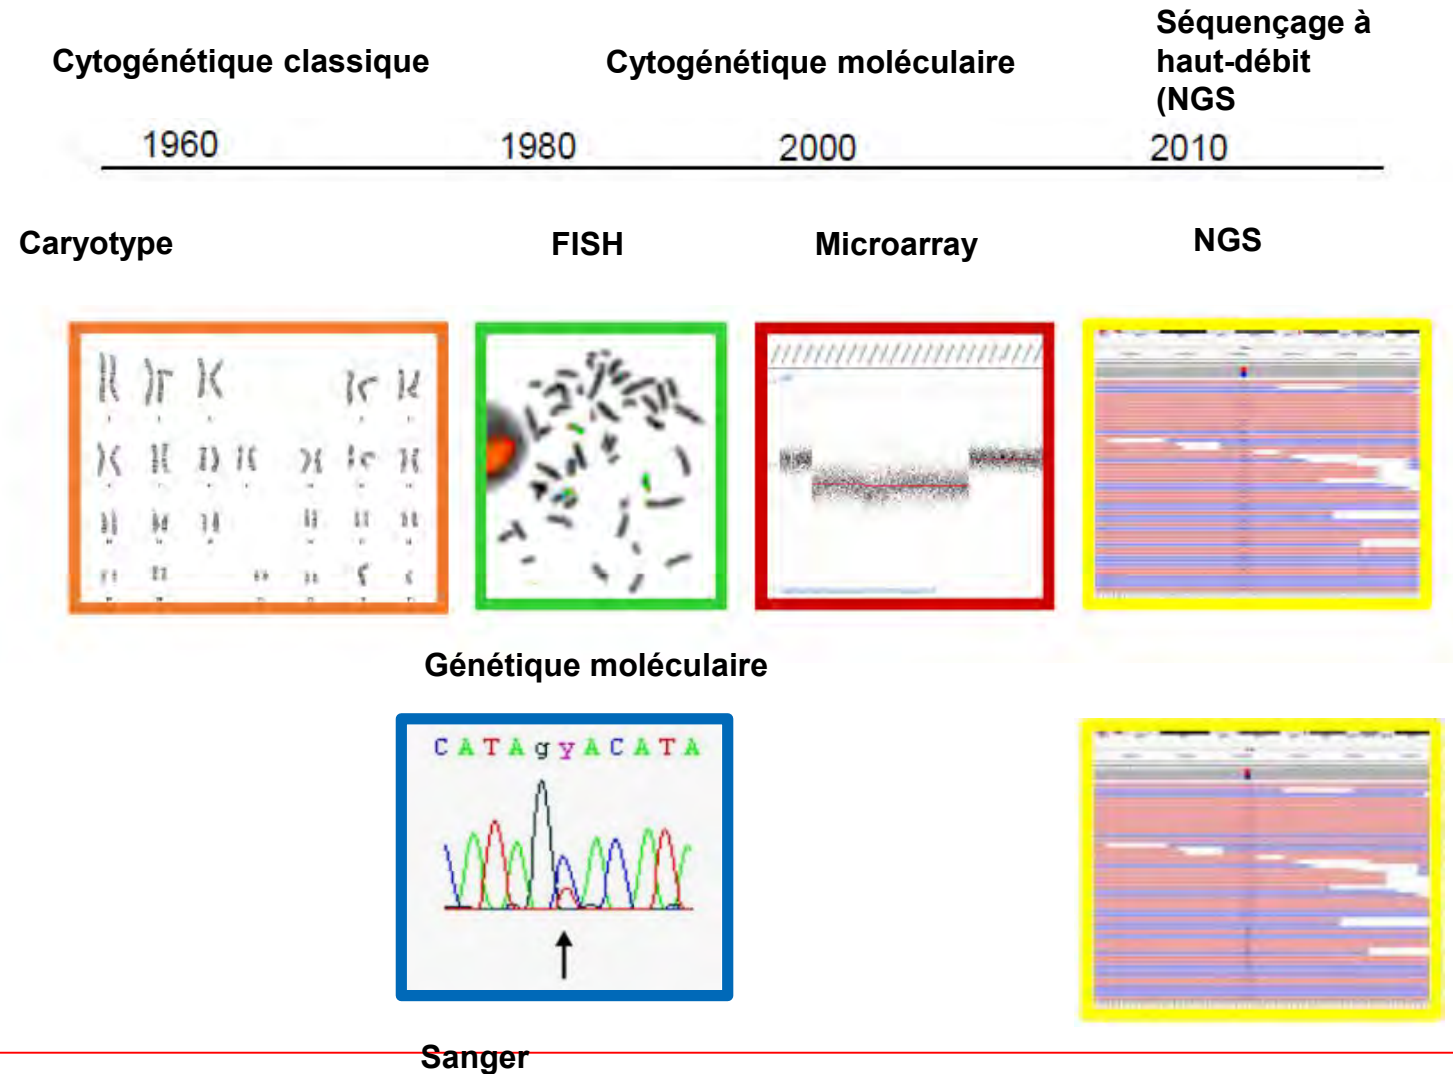 Séquençage à
Cytogénétique classique
Cytogénétique moléculaire
haut-débit
(NGS
1960
1980
2000
2010
Caryotype
FISH
Microarray
NGS
Génétique moléculaire
CATAgyACATA
Sanger